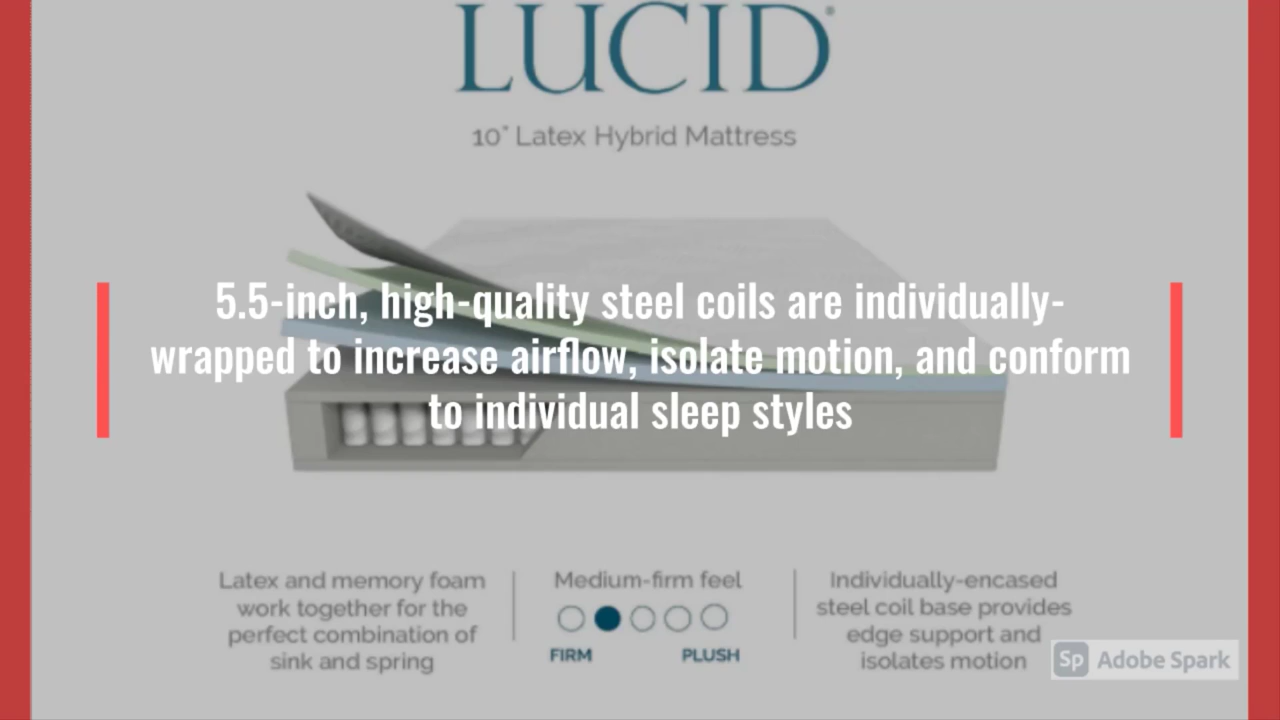 LUCID®
10" Latex Hybrid Mattress
5.5-inch, high-quality steel coils are individually-
wrapped to increase airflow, isolate motion, and conform
to individual sleep styles
Latex and memory foam
work together for the
perfect combination of
sink and spring
Medium-firm feel
FIRM PLUSH
Individually-encased
steel coil base provides
edge support and
isolates motion
Sp Adobe Spark